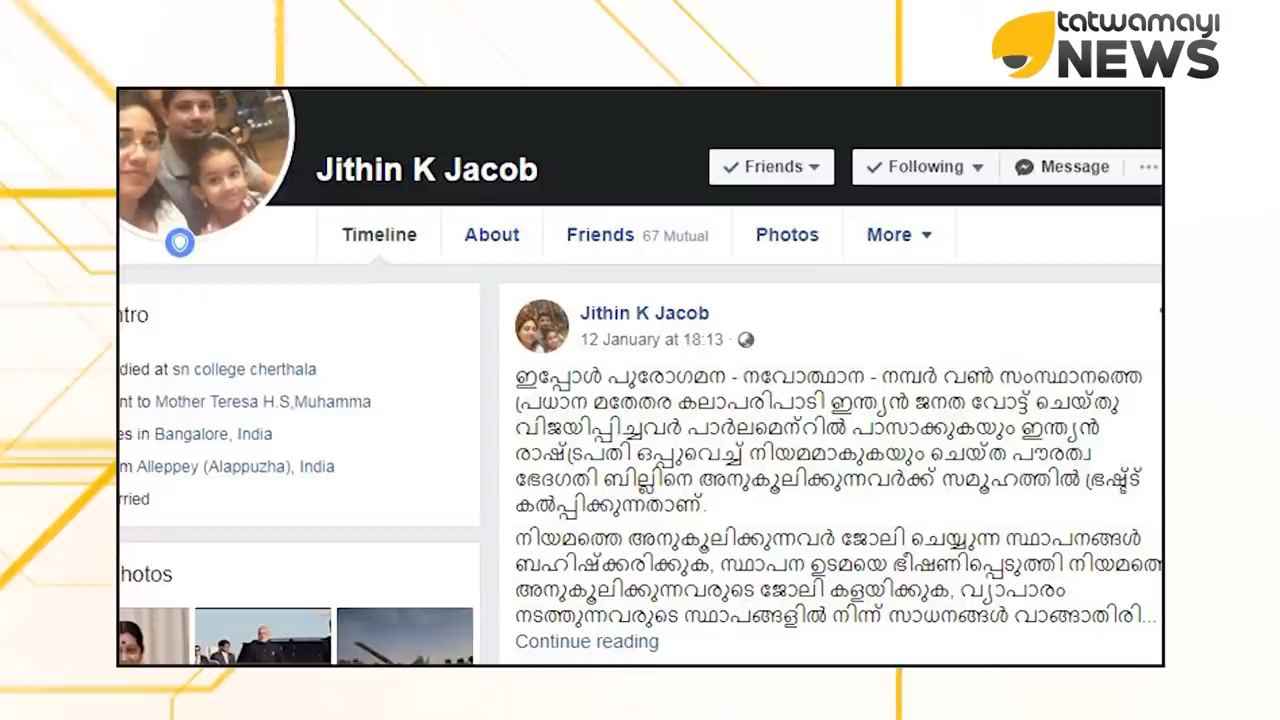 tatwamayi
NEWS
Jithin K Jacob
Friends
Following
Message
Timeline
About
Friends 67 Mutual
Photos
More
ntro
died at sn college cherthala
nt to Mother Teresa H.S,Muhamma
es in Bangalore, India
m Alleppey (Alappuzha), India
rried
hotos
Jithin K Jacob
12 January at 18:13
ഇപ്പോൾ പുരോഗമന - നവോത്ഥാന - നമ്പർ വൺ സംസ്ഥാനത്തെ
പ്രധാന മതേതര കലാപരിപാടി ഇന്ത്യൻ ജനത വോട്ട് ചെയ്തു
വിജയിപ്പിച്ചവർ പാർലമെന്റിൽ പാസാക്കുകയും ഇന്ത്യൻ
രാഷ്ട്രപതി ഒപ്പുവെച്ച് നിയമമാകുകയും ചെയ്ത പൗരത്വ
ഭേദഗതി ബില്ലിനെ അനുകൂലിക്കുന്നവർക്ക് സമൂഹത്തിൽ ഭ്രഷ്ട്ട്
കൽപ്പിക്കുന്നതാണ്.
നിയമത്തെ അനുകൂലിക്കുന്നവർ ജോലി ചെയ്യുന്ന സ്ഥാപനങ്ങൾ
ബഹിഷ്ക്കരിക്കുക, സ്ഥാപന ഉടമയെ ഭീഷണിപ്പെടുത്തി നിയമത്തെ
അനുകൂലിക്കുന്നവരുടെ ജോലി കളയിക്കുക, വ്യാപാരം
നടത്തുന്നവരുടെ സ്ഥാപങ്ങളിൽ നിന്ന് സാധനങ്ങൾ വാങ്ങാതിരി...
Continue reading